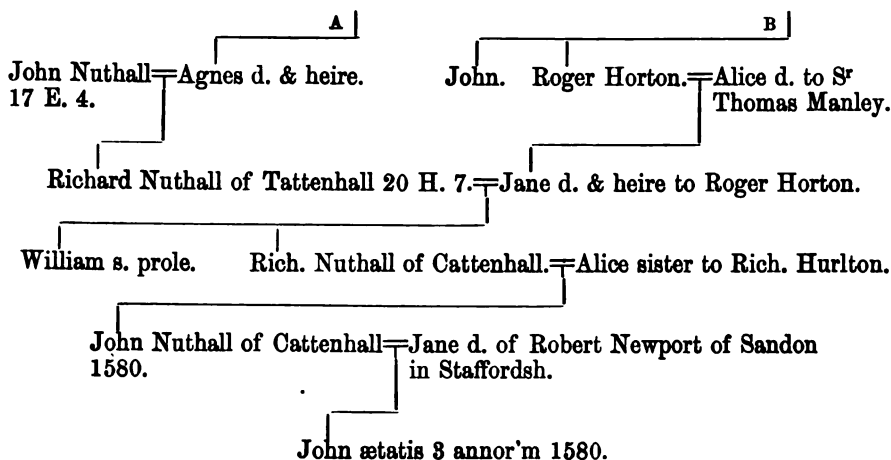 A B
John Nuthall=Agnes d. & heire. John. Roger Horton.=Alice d. to Sʳ
17 E. 4. Thomas Manley.
Richard Nuthall of Tattenhall 20 H. 7.=Jane d. & heire to Roger Horton.
William s. prole. Rich. Nuthall of Cattenhall.=Alice sister to Rich. Hurlton.
John Nuthall of Cattenhall=Jane d. of Robert Newport of Sandon
1580. in Staffordsh.
John ætatis 3 annor'm 1580.